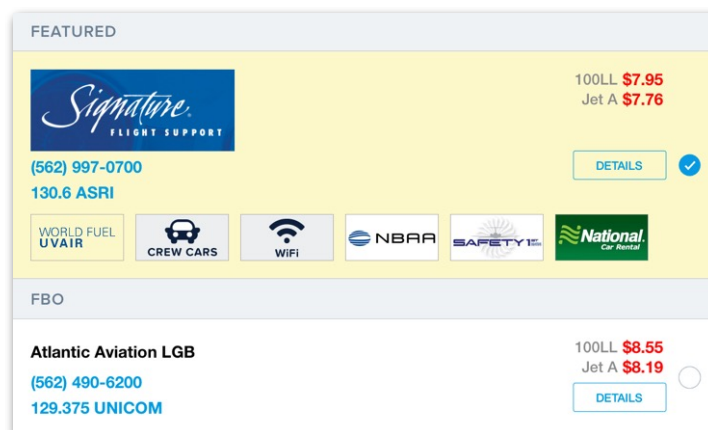 FEATURED
Signature
FLIGHT SUPPORT
100LL $7.95
Jet A $7.76
(562) 997-0700
DETAILS
130.6 ASRI
WORLD FUEL
UVAIR
CREW CARS
WiFi
NBAA
SAFETY 1st
National
Car Rental
FBO
Atlantic Aviation LGB
100LL $8.55
Jet A $8.19
(562) 490-6200
DETAILS
129.375 UNICOM